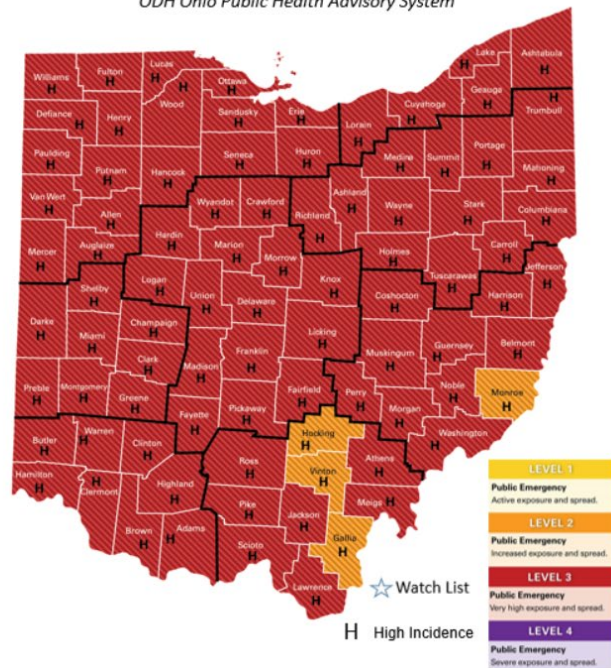 ODH Ohio Public Health Advisory System
Williams
H
Fulton
H
Lucas
H
H
Wood
Ottawa
H
Lake
H
Ashtabula
H
Geauga
H
Cuyahoga
H
Defiance
H
Henry
H
Sandusky
H
Erie
H
Lorain
H
Trumbull
H
Paulding
H
Putnam
H
Hancock
H
Seneca
H
Huron
H
Medina
H
Summit
H
Portage
H
Mahoning
H
Van Wert
H
Allen
H
Wyandot
H
Crawford
H
Richland
H
Ashland
H
Wayne
H
Stark
H
Columbiana
H
Mercer
H
Auglaize
H
Hardin
H
Marion
H
Morrow
H
Holmes
H
Tuscarawas
H
Carroll
H
Jefferson
H
Shelby
H
Logan
H
Union
H
Delaware
H
Knox
H
Coshocton
H
Harrison
H
Darke
H
Miami
H
Champaign
H
Clark
H
Madison
H
Franklin
H
Licking
H
Muskingum
H
Guernsey
H
Belmont
H
Preble
H
Montgomery
H
Greene
H
Fayette
H
Pickaway
H
Fairfield
H
Perry
H
Morgan
H
Noble
H
Monroe
H
Washington
H
Butler
H
Warren
H
Clinton
H
Hocking
H
Hamilton
H
Clermont
H
Highland
H
Ross
H
Vinton
H
Athens
H
Brown
H
Adams
H
Pike
H
Jackson
H
Meigs
H
Scioto
H
Gallia
H
Lawrence
H
Watch List
H High Incidence
LEVEL 1
Public Emergency
Active exposure and spread.
LEVEL 2
Public Emergency
Increased exposure and spread.
LEVEL 3
Public Emergency
Very high exposure and spread.
LEVEL 4
Public Emergency
Severe exposure and spread.